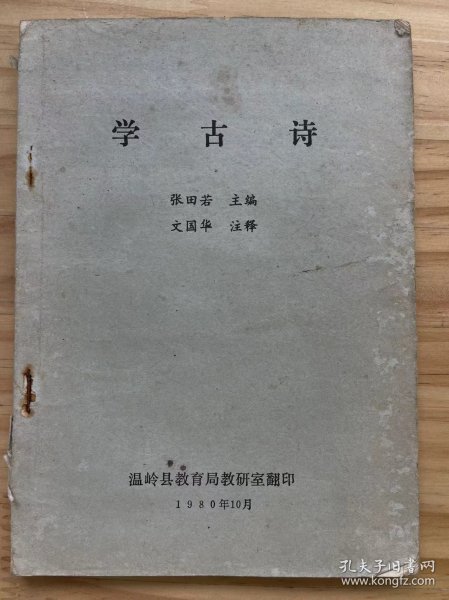 学古诗
张田若 主编
文国华 注释
温岭县教育局教研室翻印
1980年10月
孔夫子旧书网
www.kongfz.com